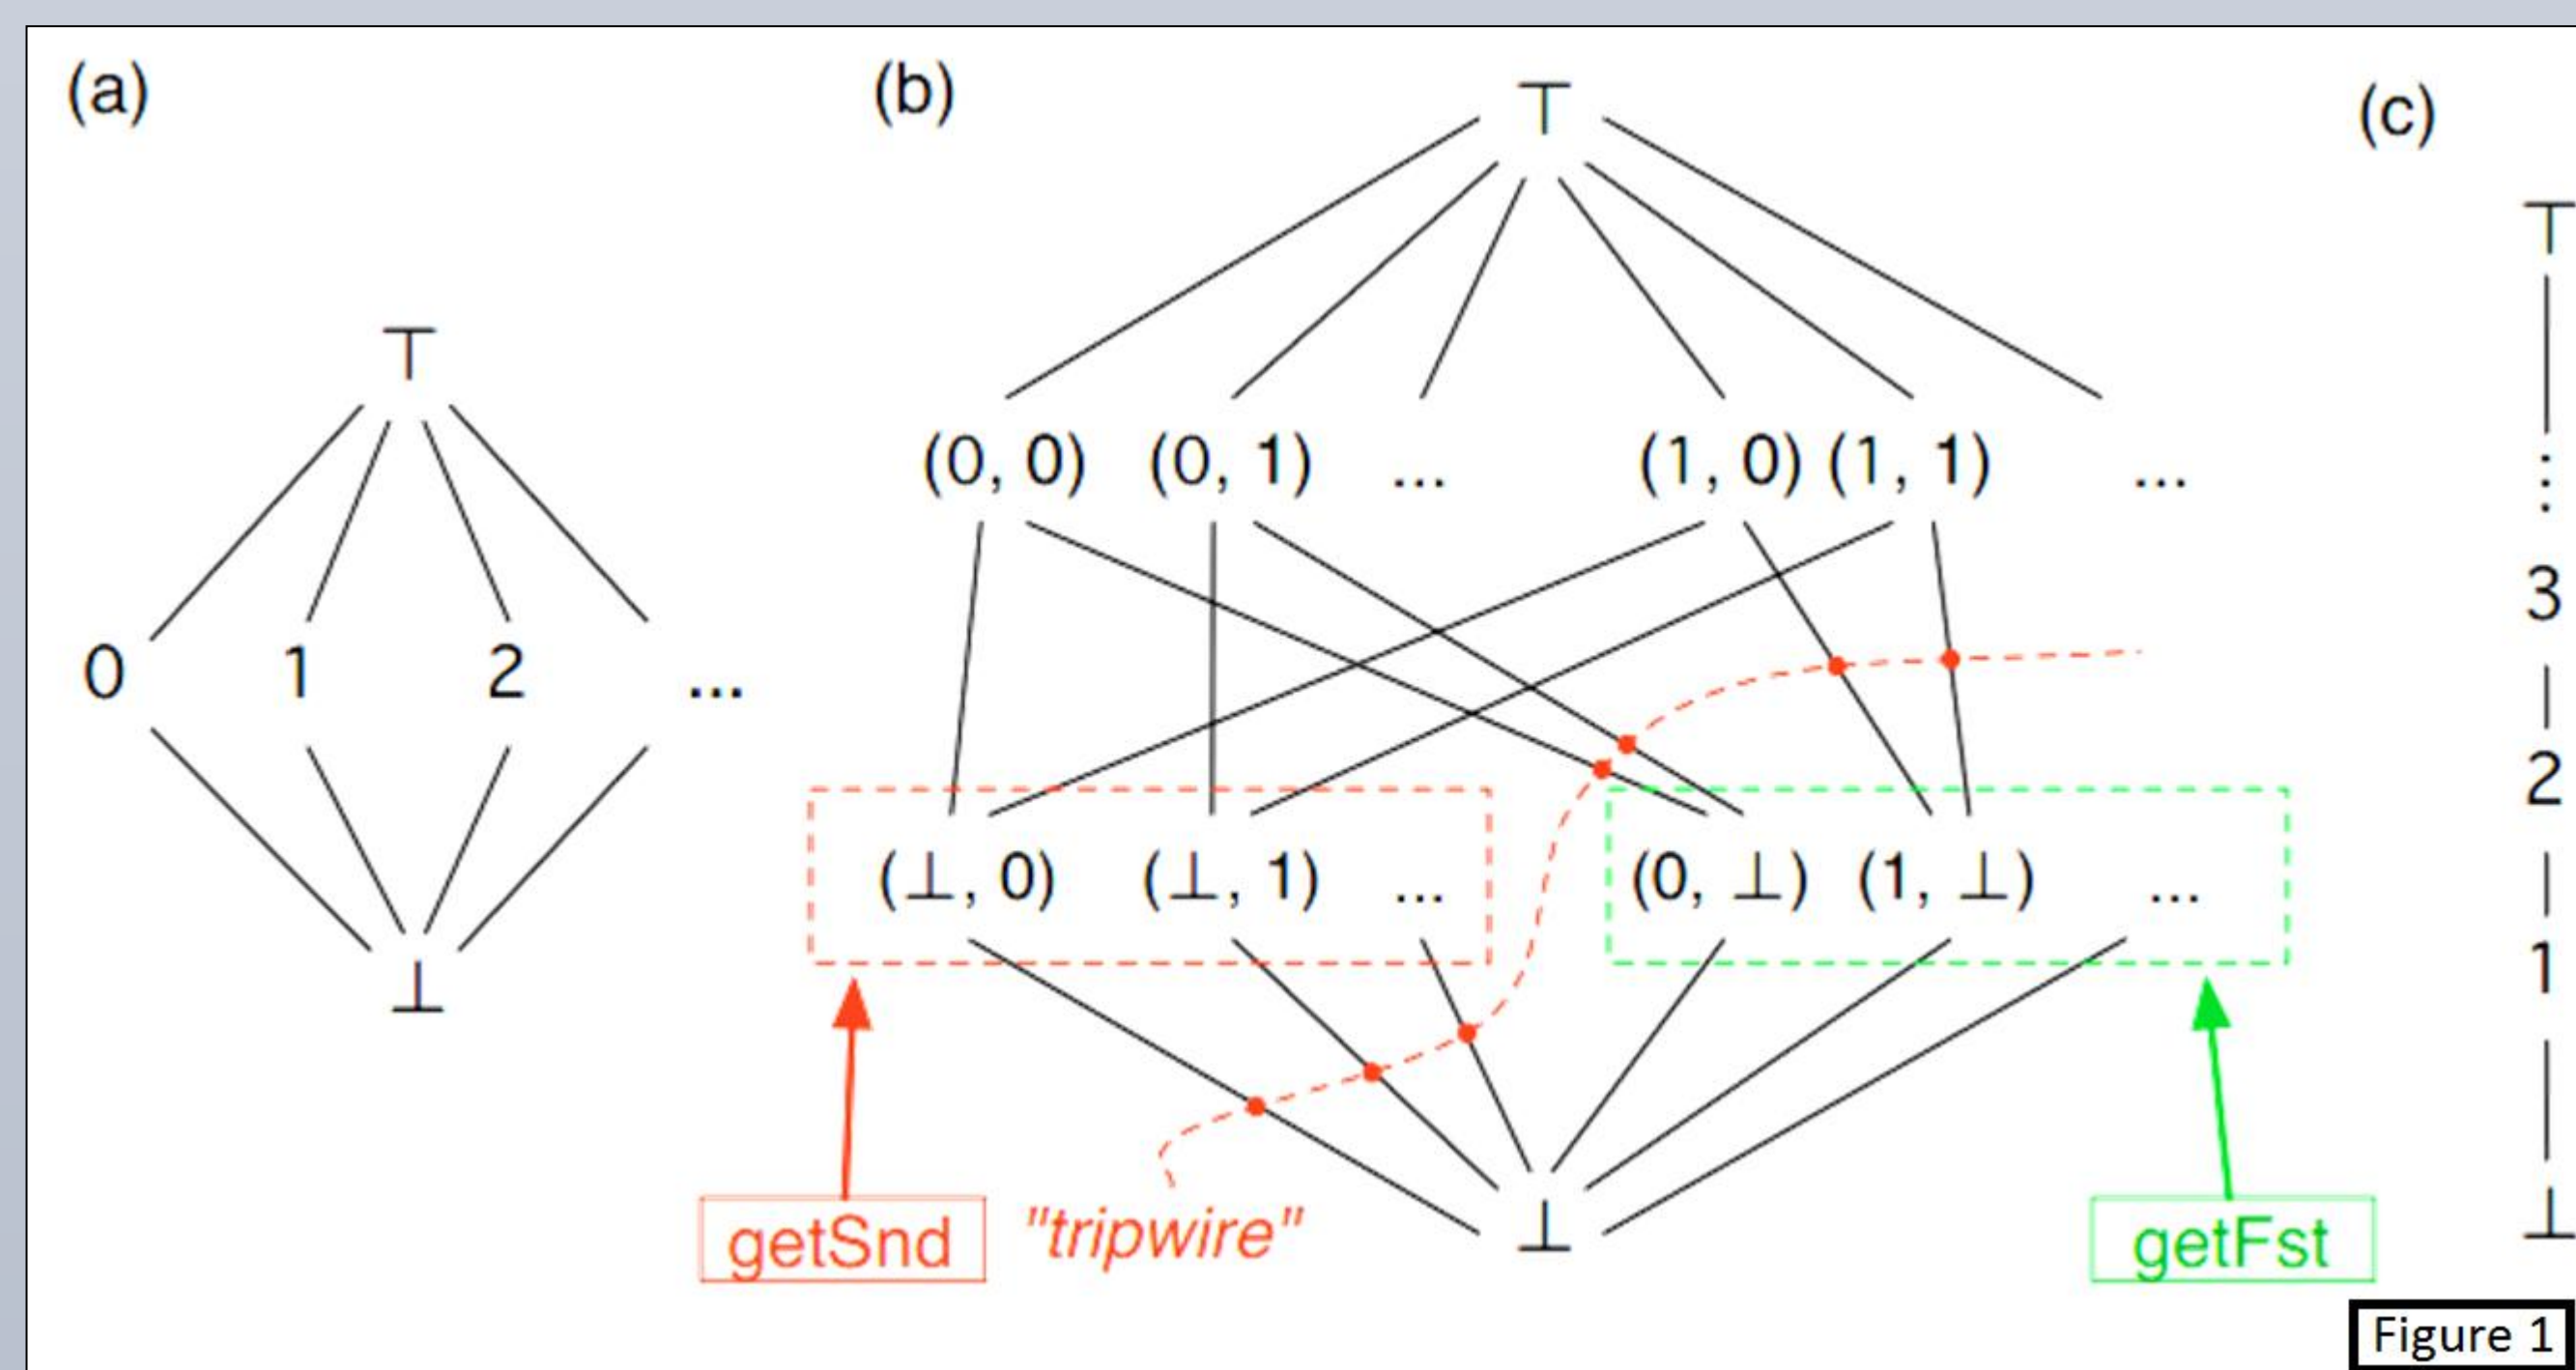 (a)
⊤
0 1 2 ...
⊥
(b)
⊤
(0, 0) (0, 1) ... (1, 0) (1, 1) ...
(⊥, 0) (⊥, 1) ... (0, ⊥) (1, ⊥) ...
⊥
getSnd
"tripwire"
getFst
(c)
⊤
⋮
3
2
1
⊥
Figure 1